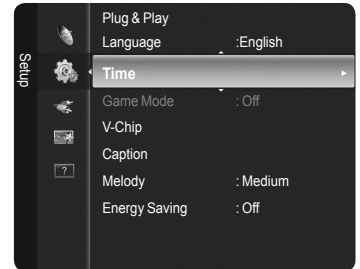 Setup
Plug & Play
Language :English
Time
Game Mode : Off
V-Chip
Caption
Melody : Medium
Energy Saving : Off
?